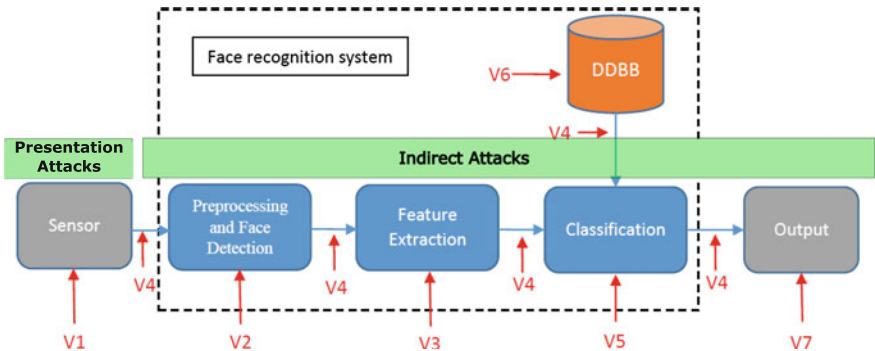 Face recognition system
DDBB
V6
V4
Presentation
Attacks
Indirect Attacks
Sensor
Preprocessing
and Face
Detection
Feature
Extraction
Classification
Output
V4
V4
V4
V4
V1
V2
V3
V5
V7